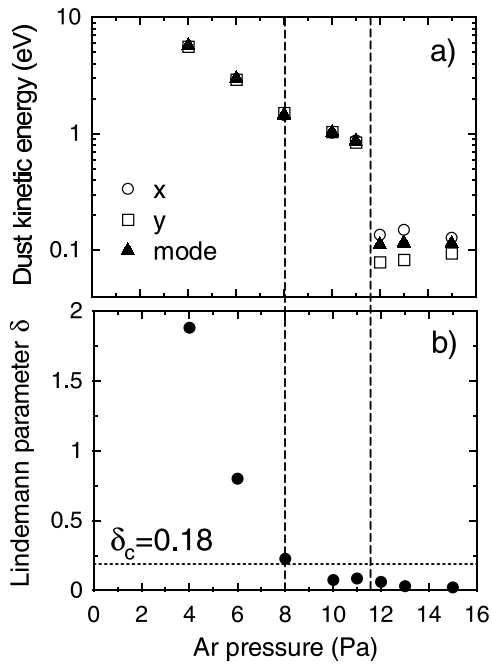 10
a)
Dust kinetic energy (eV)
1
x
y
mode
0.1
2
b)
1.5
Lindemann parameter δ
1
0.5
δc=0.18
0
0 2 4 6 8 10 12 14 16
Ar pressure (Pa)